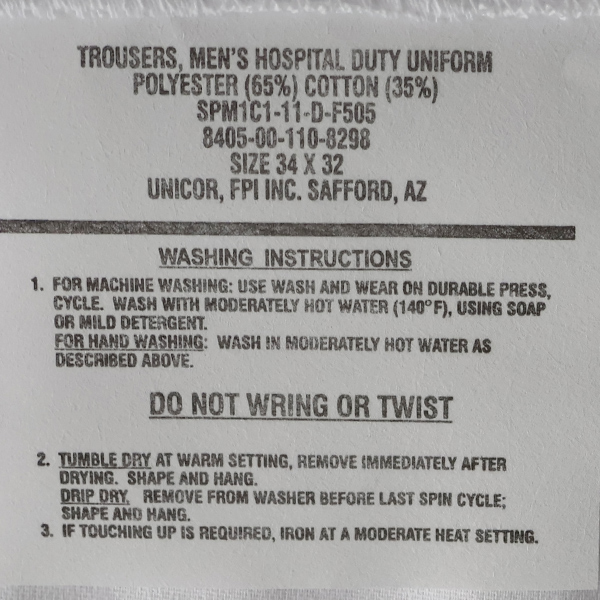 TROUSERS, MEN'S HOSPITAL DUTY UNIFORM
POLYESTER (65%) COTTON (35%)
SPM1C1-11-D-F505
8405-00-110-8298
SIZE 34 X 32
UNICOR, FPI INC. SAFFORD, AZ
WASHING INSTRUCTIONS
1. FOR MACHINE WASHING: USE WASH AND WEAR ON DURABLE PRESS,
CYCLE. WASH WITH MODERATELY HOT WATER (140°F), USING SOAP
OR MILD DETERGENT.
FOR HAND WASHING: WASH IN MODERATELY HOT WATER AS
DESCRIBED ABOVE.
DO NOT WRING OR TWIST
2. TUMBLE DRY AT WARM SETTING, REMOVE IMMEDIATELY AFTER
DRYING. SHAPE AND HANG.
DRIP DRY. REMOVE FROM WASHER BEFORE LAST SPIN CYCLE;
SHAPE AND HANG.
3. IF TOUCHING UP IS REQUIRED, IRON AT A MODERATE HEAT SETTING.